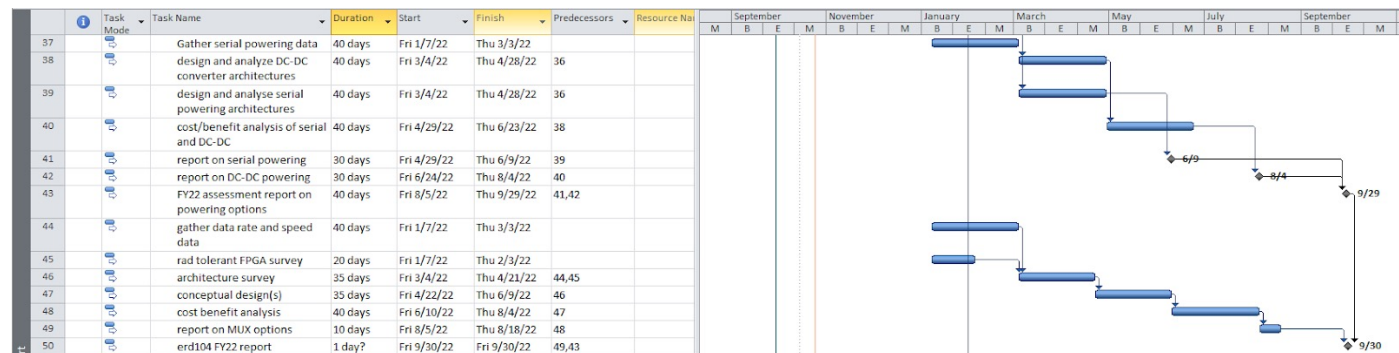 Task Mode Task Name Duration Start Finish Predecessors Resource Nai
September November January March May July September
M B E M B E M B E M B E M B E M B E M B E M
37 Gather serial powering data 40 days Fri 1/7/22 Thu 3/3/22
38 design and analyze DC-DC converter architectures 40 days Fri 3/4/22 Thu 4/28/22 36
39 design and analyse serial powering architectures 40 days Fri 3/4/22 Thu 4/28/22 36
40 cost/benefit analysis of serial and DC-DC 40 days Fri 4/29/22 Thu 6/23/22 38
41 report on serial powering 30 days Fri 4/29/22 Thu 6/9/22 39 6/9
42 report on DC-DC powering 30 days Fri 6/24/22 Thu 8/4/22 40 8/4
43 FY22 assessment report on powering options 40 days Fri 8/5/22 Thu 9/29/22 41,42 9/29
44 gather data rate and speed data 40 days Fri 1/7/22 Thu 3/3/22
45 rad tolerant FPGA survey 20 days Fri 1/7/22 Thu 2/3/22
46 architecture survey 35 days Fri 3/4/22 Thu 4/21/22 44,45
47 conceptual design(s) 35 days Fri 4/22/22 Thu 6/9/22 46
48 cost benefit analysis 40 days Fri 6/10/22 Thu 8/4/22 47
49 report on MUX options 10 days Fri 8/5/22 Thu 8/18/22 48
50 erd104 FY22 report 1 day? Fri 9/30/22 Fri 9/30/22 49,43 9/30